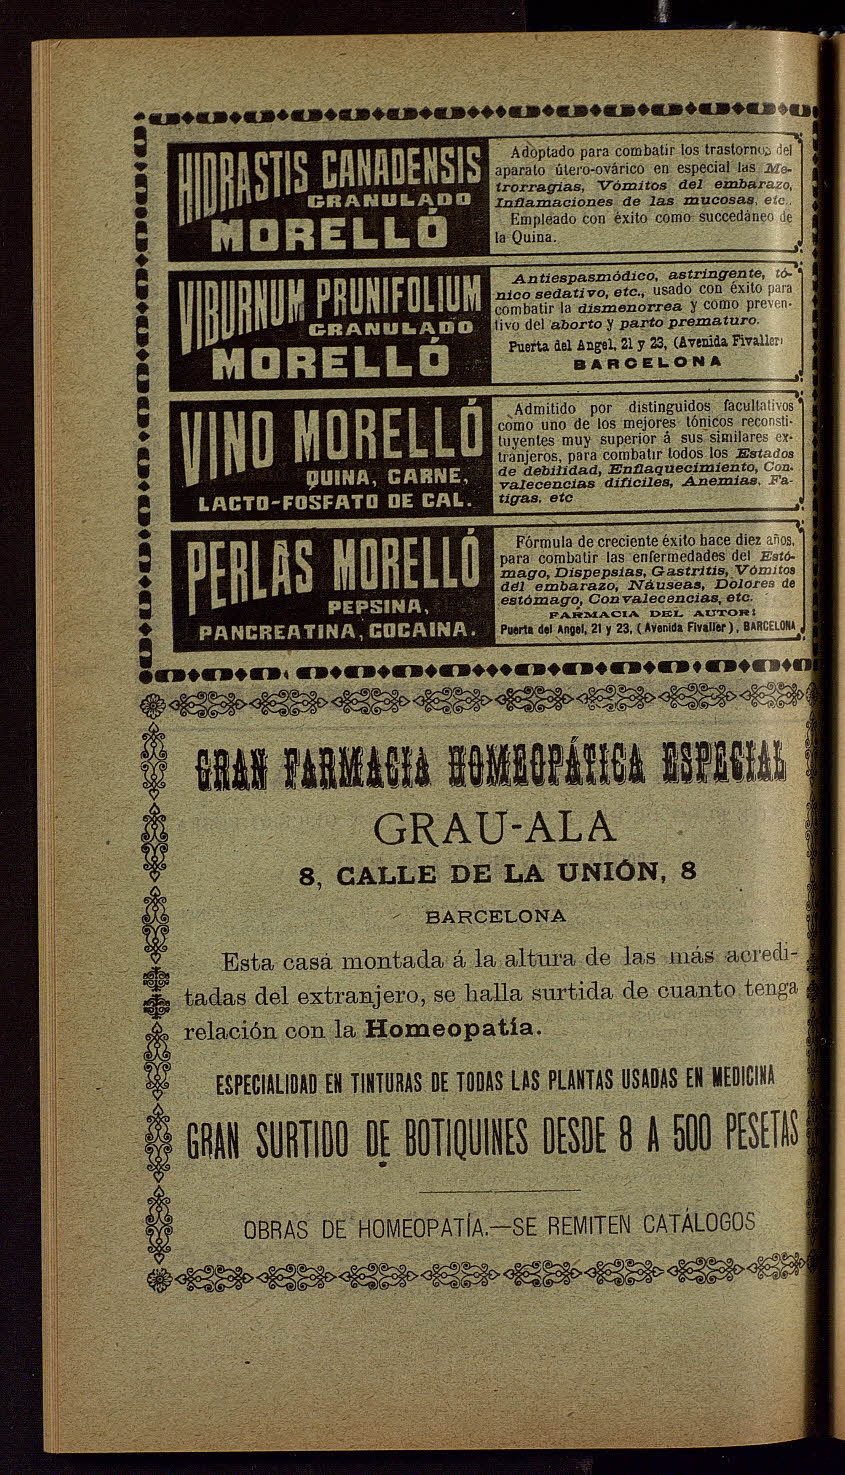 HIDRASTIS CANADENSIS
GRANULADO
MORELLÓ
Adoptado para combatir los trastornos del
aparato útero-ovárico en especial las Me-
trorragias, Vómitos del embarazo,
Inflamaciones de las mucosas, etc.
Empleado con éxito como succedáneo de
la Quina.
VIBURNUM PRUNIFOLIUM
GRANULADO
MORELLÓ
Antiespasmódico, astringente, tó-
nico sedativo, etc., usado con éxito para
combatir la dismenorrea y como preven-
tivo del aborto y parto prematuro.
Puerta del Angel, 21 y 23, (Avenida Fivaller)
BARCELONA
VINO MORELLÓ
QUINA, CARNE,
LACTO-FOSFATO DE CAL.
Admitido por distinguidos facultativos
como uno de los mejores tónicos reconsti-
tuyentes muy superior á sus similares ex-
tranjeros, para combatir todos los Estados
de debilidad, Enflaquecimiento, Con-
valecencias difíciles, Anemias, Fa-
tigas, etc
PERLAS MORELLÓ
PEPSINA,
PANCREATINA, COCAINA.
Fórmula de creciente éxito hace diez años,
para combatir las enfermedades del Estó-
mago, Dispepsias, Gastritis, Vómitos
del embarazo, Náuseas, Dolores de
estómago, Convalecencias, etc.
FARMACIA DEL AUTOR:
Puerta del Angel, 21 y 23, (Avenida Fivaller), BARCELONA
GRAN FARMACIA HOMEOPÁTICA ESPECIAL
GRAU-ALA
8, CALLE DE LA UNIÓN, 8
BARCELONA
Esta casa montada á la altura de las más acredi-
tadas del extranjero, se halla surtida de cuanto tenga
relación con la Homeopatía.
ESPECIALIDAD EN TINTURAS DE TODAS LAS PLANTAS USADAS EN MEDICINA
GRAN SURTIDO DE BOTIQUINES DESDE 8 A 500 PESETAS
OBRAS DE HOMEOPATÍA.—SE REMITEN CATÁLOGOS